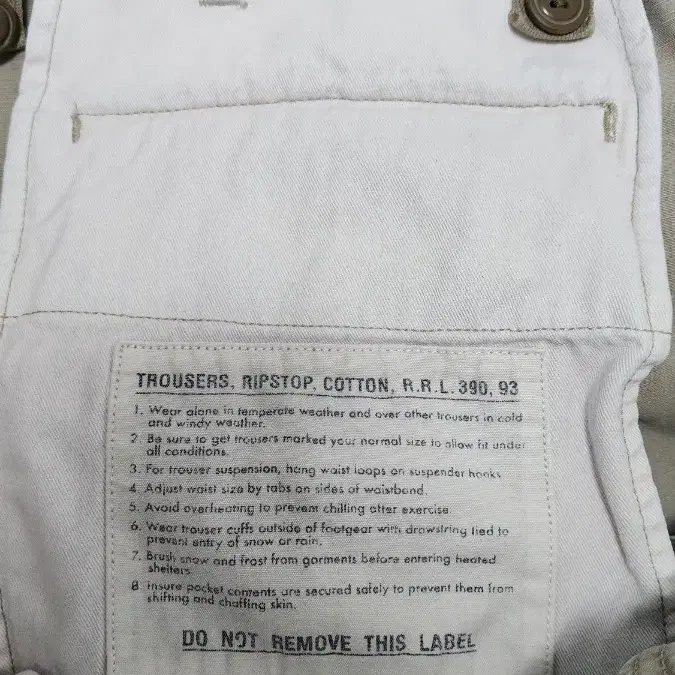 TROUSERS, RIPSTOP, COTTON, R.R.L. 390, 93
1. Wear alone in temperate weather and over other trousers in cold
and windy weather.
2. Be sure to get trousers marked your normal size to allow fit under
all conditions.
3. For trouser suspension, hang waist loops on suspender hooks
4. Adjust waist size by tabs on sides of waistband.
5. Avoid overheating to prevent chilling after exercise.
6. Wear trouser cuffs outside of footgear with drawstring tied to
prevent entry of snow or rain.
7. Brush snow and frost from garments before entering heated
shelters.
8. Insure pocket contents are secured safely to prevent them from
shifting and chaffing skin.
DO NOT REMOVE THIS LABEL